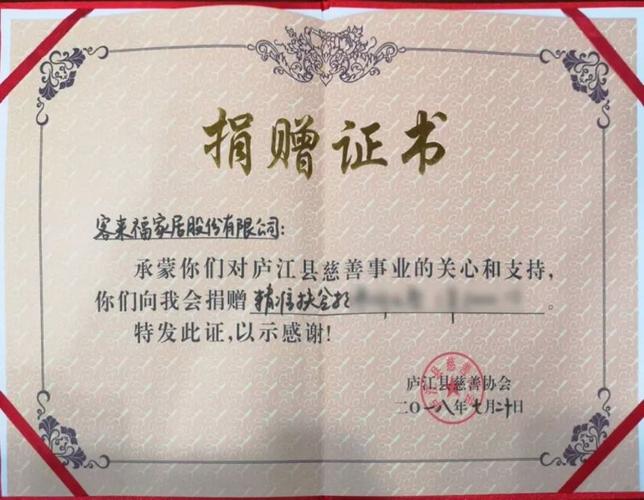 捐赠证书
客来福家居股份有限公司:
承蒙你们对庐江县慈善事业的关心和支持,
你们向我会捐赠 精准扶贫
特发此证,以示感谢!
庐江县慈善协会
二〇一八年七月二十日